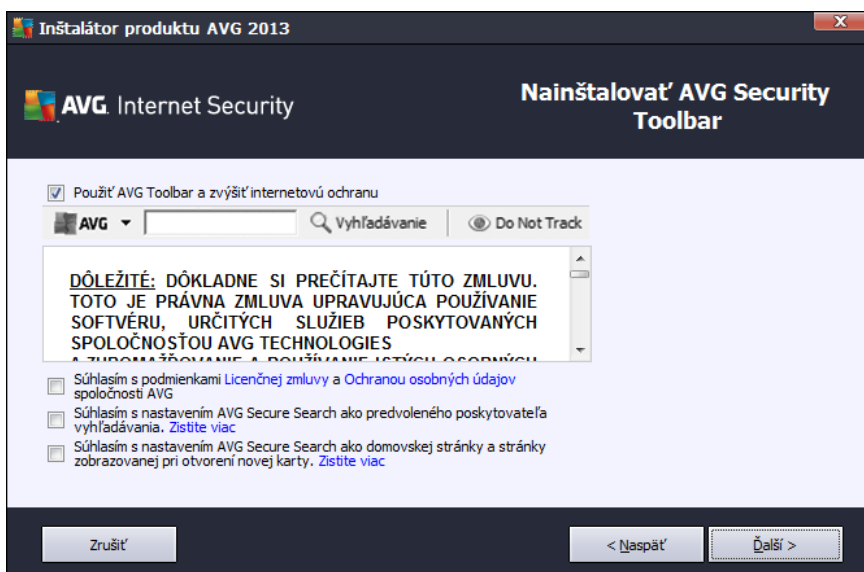 Inštalátor produktu AVG 2013
AVG. Internet Security
Nainštalovať AVG Security
Toolbar
Použiť AVG Toolbar a zvýšiť internetovú ochranu
AVG
Vyhľadávanie
Do Not Track
DÔLEŽITÉ: DÔKLADNE SI PREČÍTAJTE TÚTO ZMLUVU.
TOTO JE PRÁVNA ZMLUVA UPRAVUJÚCA POUŽÍVANIE
SOFTVÉRU, URČITÝCH SLUŽIEB POSKYTOVANÝCH
SPOLOČNOSŤOU AVG TECHNOLOGIES
A ZHROMAŽĎOVANIE A POUŽÍVANIE ISTÝCH OSOBNÝCH
Súhlasím s podmienkami Licenčnej zmluvy a Ochranou osobných údajov
spoločnosti AVG
Súhlasím s nastavením AVG Secure Search ako predvoleného poskytovateľa
vyhľadávania. Zistite viac
Súhlasím s nastavením AVG Secure Search ako domovskej stránky a stránky
zobrazovanej pri otvorení novej karty. Zistite viac
Zrušiť
< Naspäť
Ďalší >